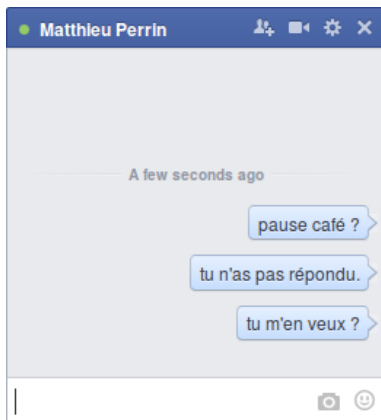 Matthieu Perrin
A few seconds ago
pause café ?
tu n'as pas répondu.
tu m'en veux ?